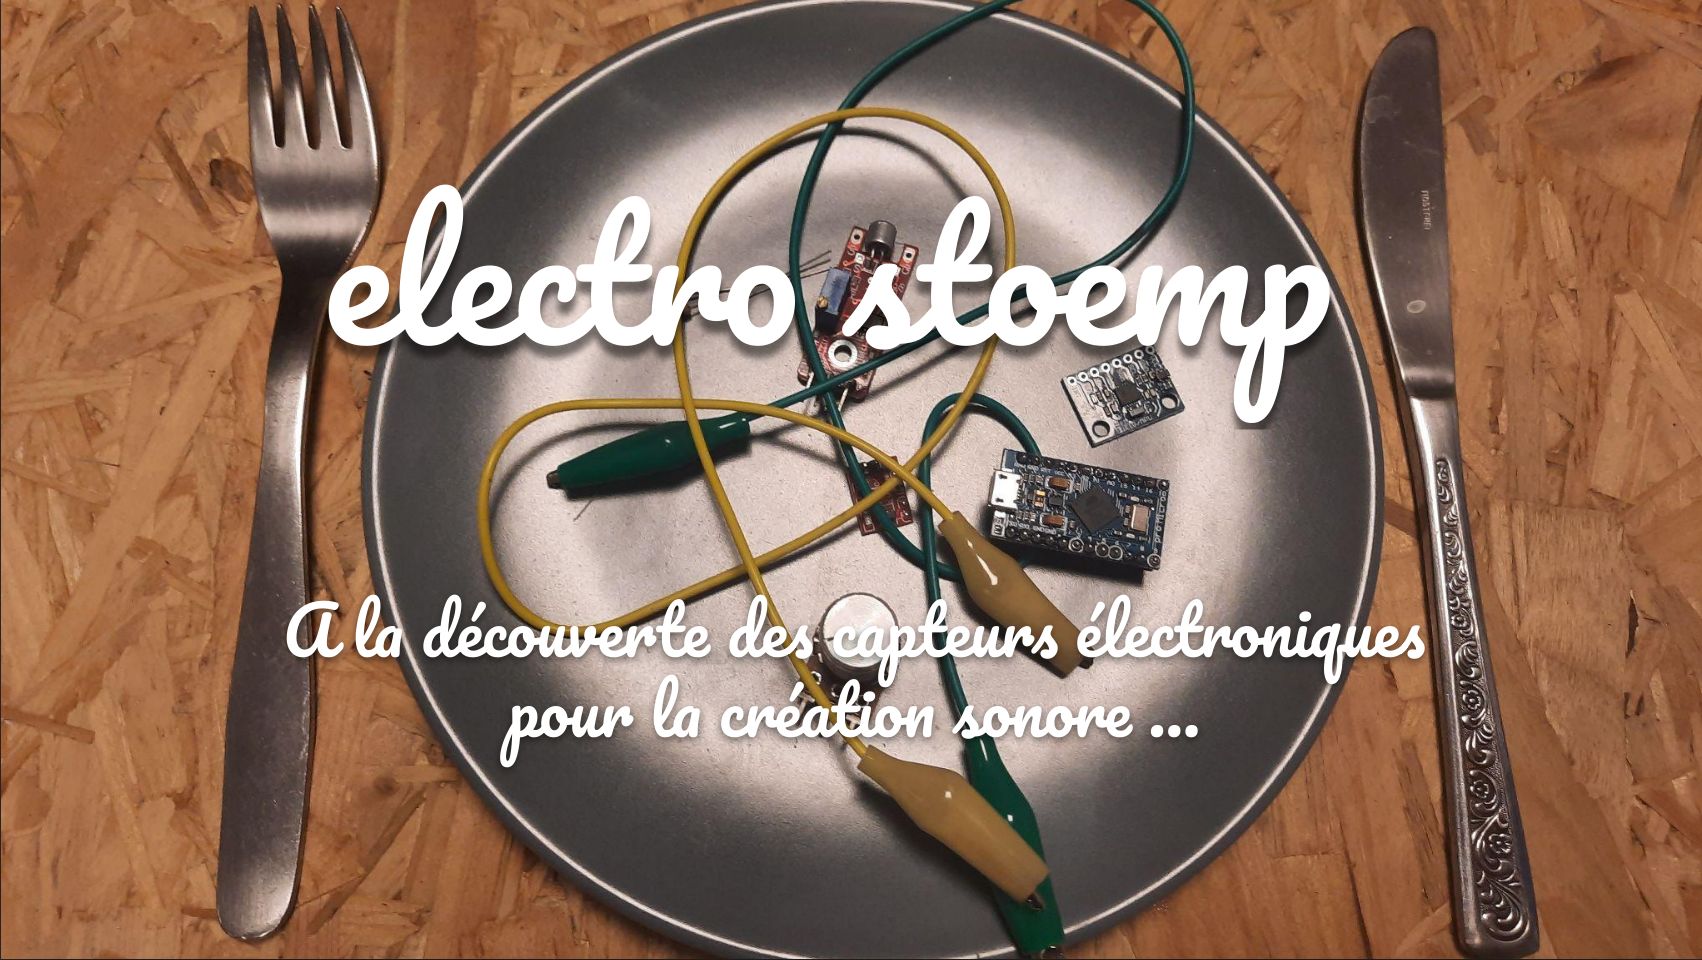 electro stoemp
A la découverte des capteurs électroniques
pour la création sonore ...